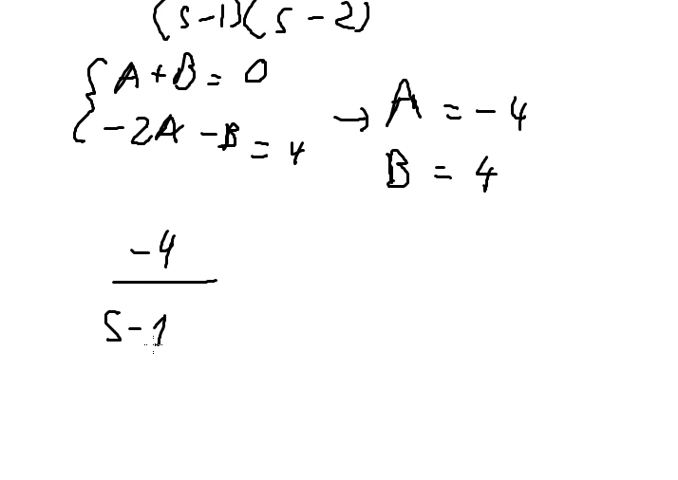 (s-1)(s-2)
A+B=0
-2A-B=4
→ A=-4
B=4
-4
s-1